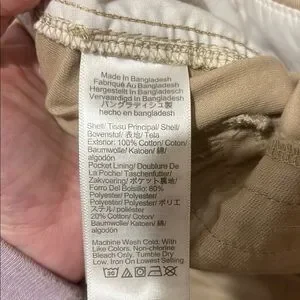 Made In Bangladesh
Fabriqué Au Bangladesh
Hergestellt In Bangladesch
Vervaardigd In Bangladesh
バングラディシュ製
hecho en bangladesh
Shell/ Tissu Principal/ Shell/
Bovenstof/ 表地/ Tela
Exterior: 100% Cotton/ Coton/
Baumwolle/ Katoen/ 綿/
algodón
Pocket Lining/ Doublure De
La Poche/ Taschenfutter/
Zakvoering/ ポケット裏地/
Forro Del Bolsillo: 80%
Polyester/ Polyester/
Polyester/ Polyester/ ポリエ
ステル/ poliéster
20% Cotton/ Coton/
Baumwolle/ Katoen/ 綿/
algodón
Machine Wash Cold, With
Like Colors. Non-chlorine
Bleach Only. Tumble Dry
Low. Iron On Lowest Setting